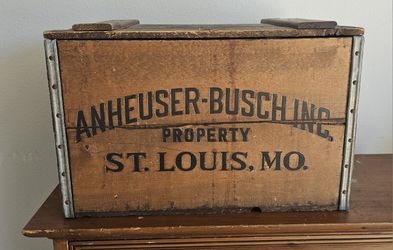 ANHEUSER-BUSCH INC.
PROPERTY
ST. LOUIS, MO.